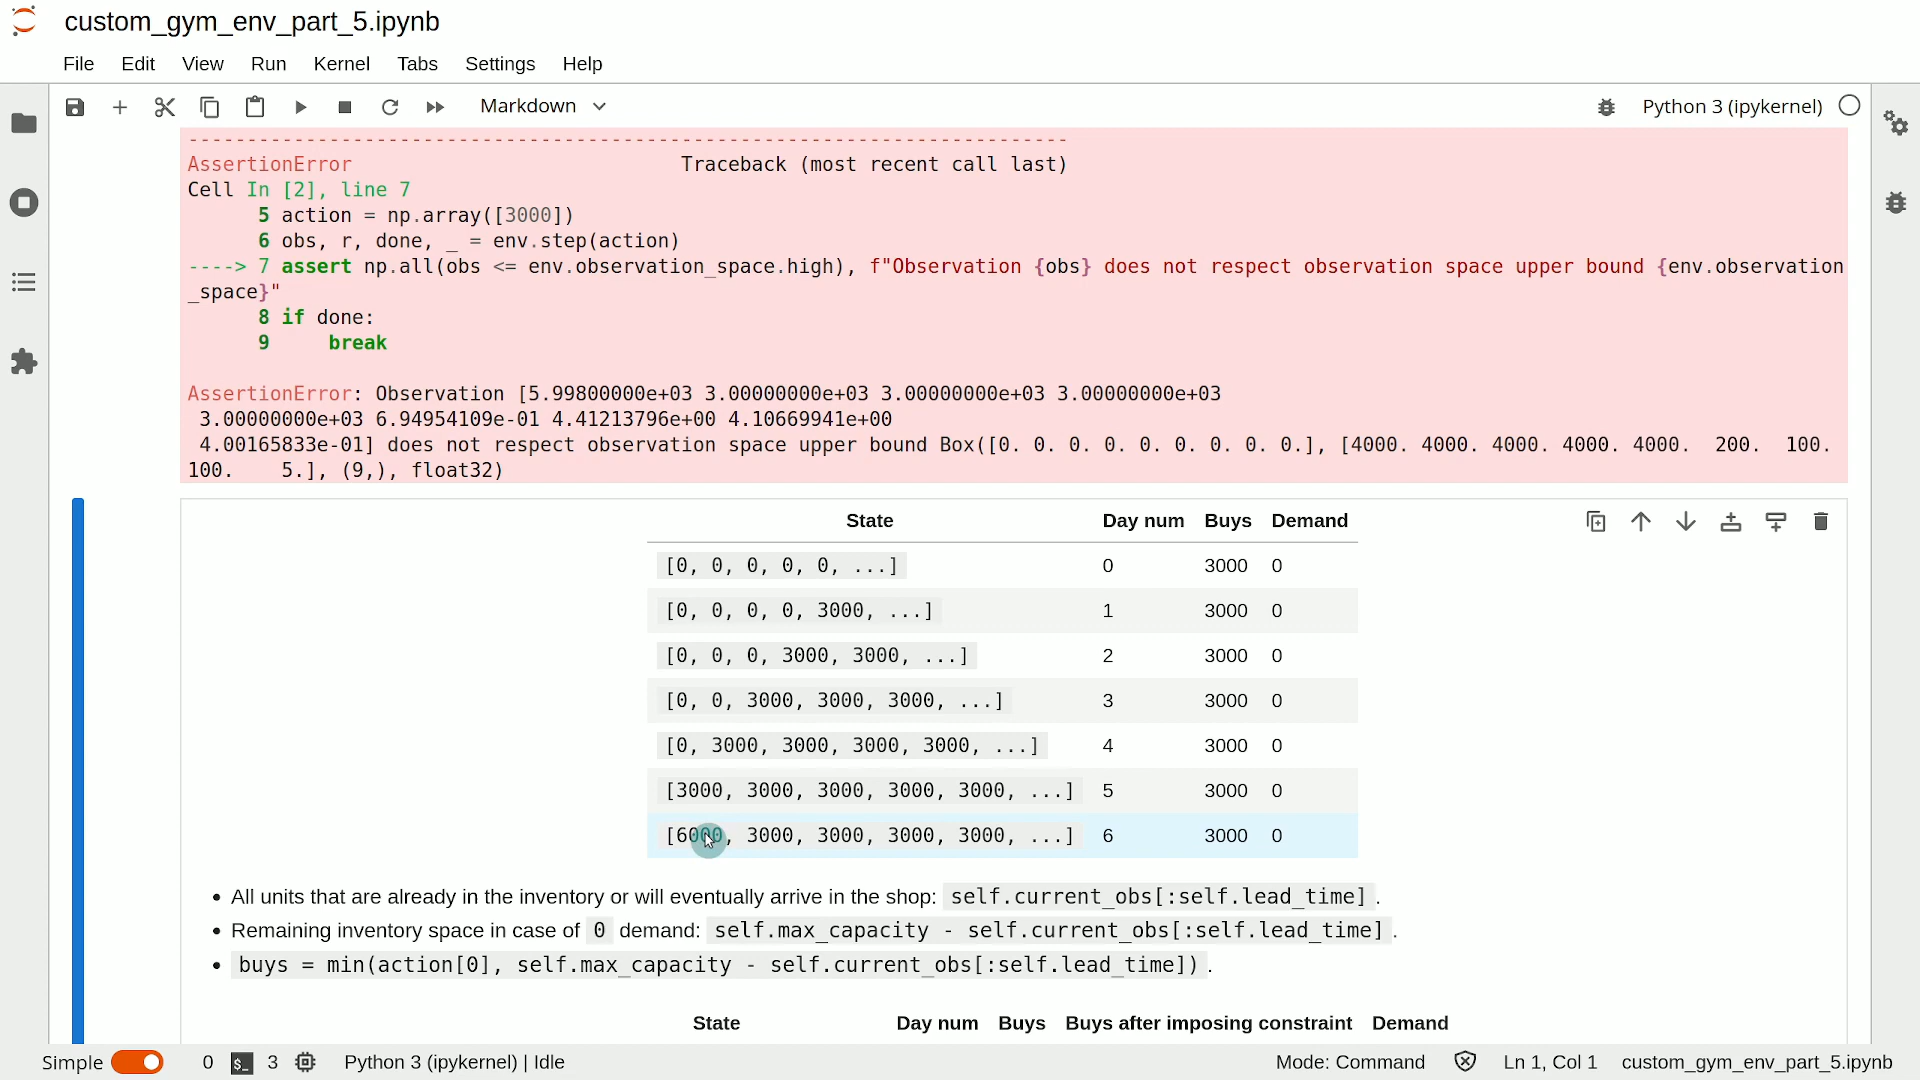 custom_gym_env_part_5.ipynb
File Edit View Run Kernel Tabs Settings Help
Markdown Python 3 (ipykernel)
---------------------------------------------------------------------------
AssertionError Traceback (most recent call last)
Cell In [2], line 7
5 action = np.array([3000])
6 obs, r, done, _ = env.step(action)
----> 7 assert np.all(obs <= env.observation_space.high), f"Observation {obs} does not respect observation space upper bound {env.observation
_space}"
8 if done:
9 break
AssertionError: Observation [5.99800000e+03 3.00000000e+03 3.00000000e+03 3.00000000e+03
3.00000000e+03 6.94954109e-01 4.41213796e+00 4.10669941e+00
4.00165833e-01] does not respect observation space upper bound Box([0. 0. 0. 0. 0. 0. 0. 0. 0.], [4000. 4000. 4000. 4000. 4000. 200. 100.
100. 5.], (9,), float32)
State Day num Buys Demand
[0, 0, 0, 0, 0, ...] 0 3000 0
[0, 0, 0, 0, 3000, ...] 1 3000 0
[0, 0, 0, 3000, 3000, ...] 2 3000 0
[0, 0, 3000, 3000, 3000, ...] 3 3000 0
[0, 3000, 3000, 3000, 3000, ...] 4 3000 0
[3000, 3000, 3000, 3000, 3000, ...] 5 3000 0
[6000, 3000, 3000, 3000, 3000, ...] 6 3000 0
• All units that are already in the inventory or will eventually arrive in the shop: self.current_obs[:self.lead_time] .
• Remaining inventory space in case of 0 demand: self.max_capacity - self.current_obs[:self.lead_time] .
• buys = min(action[0], self.max_capacity - self.current_obs[:self.lead_time]) .
State Day num Buys Buys after imposing constraint Demand
Simple 0 $_ 3 Python 3 (ipykernel) | Idle Mode: Command Ln 1, Col 1 custom_gym_env_part_5.ipynb